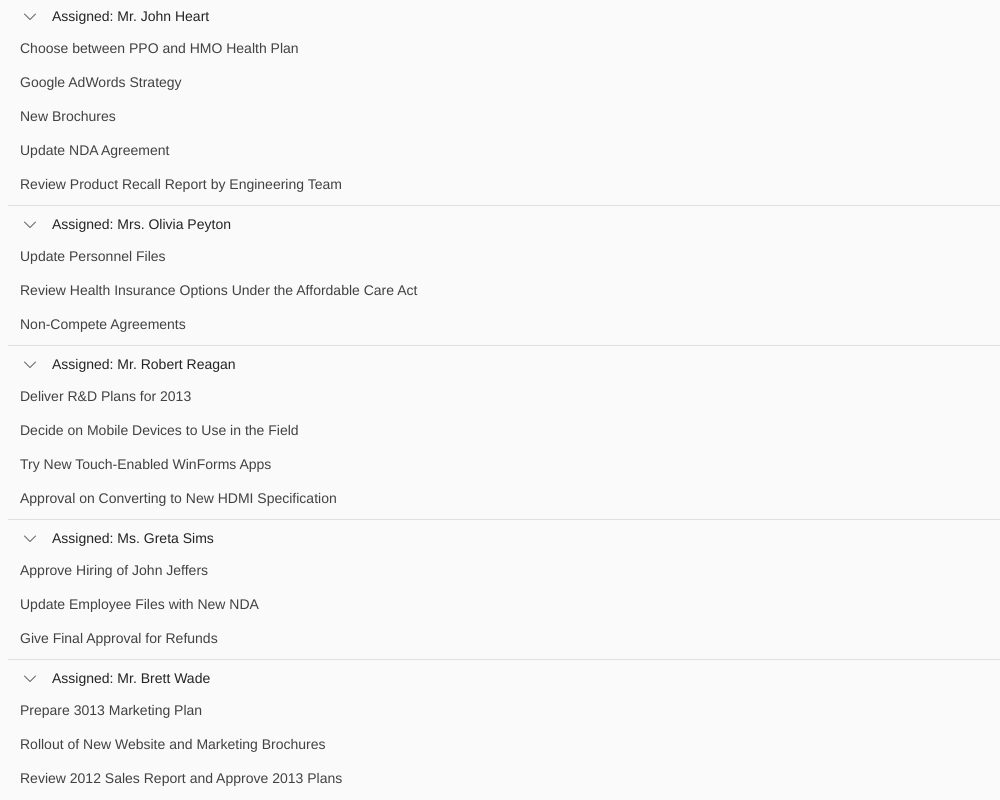 Assigned: Mr. John Heart
Choose between PPO and HMO Health Plan
Google AdWords Strategy
New Brochures
Update NDA Agreement
Review Product Recall Report by Engineering Team
Assigned: Mrs. Olivia Peyton
Update Personnel Files
Review Health Insurance Options Under the Affordable Care Act
Non-Compete Agreements
Assigned: Mr. Robert Reagan
Deliver R&D Plans for 2013
Decide on Mobile Devices to Use in the Field
Try New Touch-Enabled WinForms Apps
Approval on Converting to New HDMI Specification
Assigned: Ms. Greta Sims
Approve Hiring of John Jeffers
Update Employee Files with New NDA
Give Final Approval for Refunds
Assigned: Mr. Brett Wade
Prepare 3013 Marketing Plan
Rollout of New Website and Marketing Brochures
Review 2012 Sales Report and Approve 2013 Plans